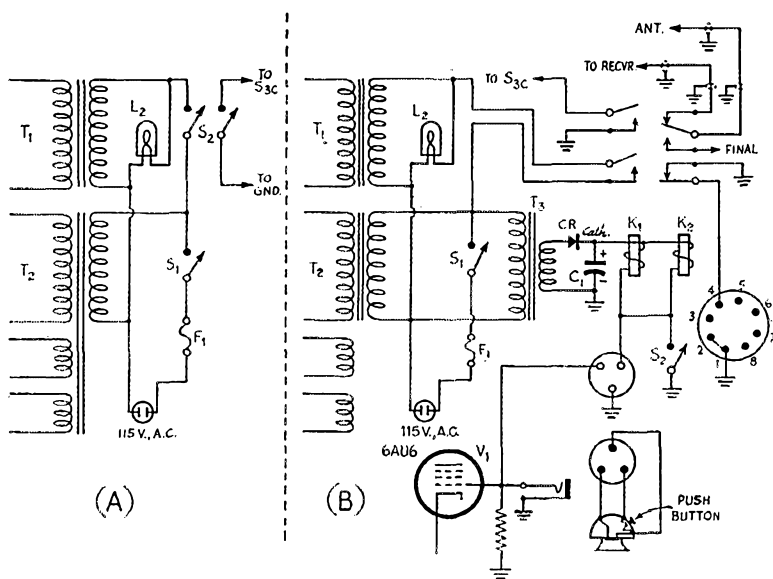 T1
L2
S2
TO S3C
TO GND.
T2
S1
F1
115 V., A.C.
(A)
ANT.
TO RECVR.
TO S3C
FINAL
T1
L2
T3
T2
S1
CR
Cath.
+
C1
-
K1
K2
F1
S2
4
5
6
3
7
2
1
8
115 V., A.C.
6AU6
V1
(B)
PUSH
BUTTON